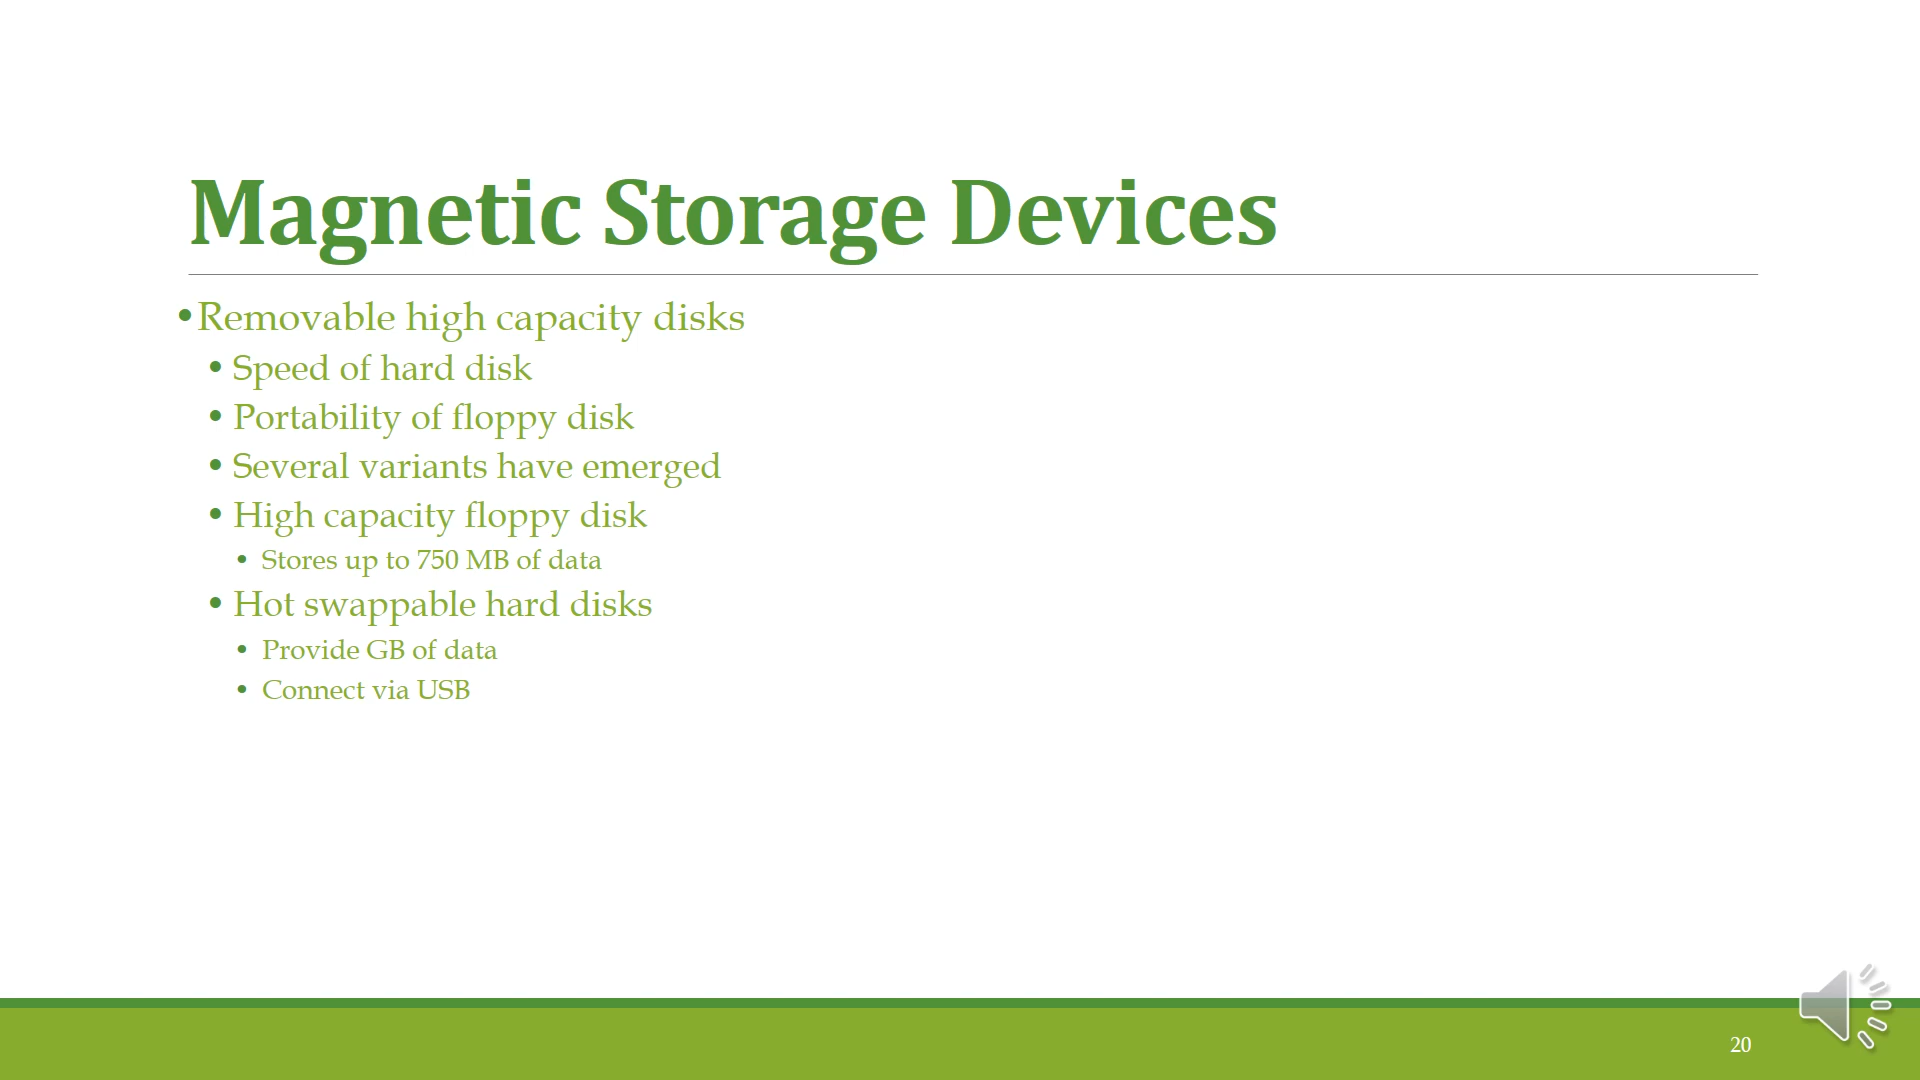 Magnetic Storage Devices
•Removable high capacity disks
• Speed of hard disk
• Portability of floppy disk
• Several variants have emerged
• High capacity floppy disk
• Stores up to 750 MB of data
• Hot swappable hard disks
• Provide GB of data
• Connect via USB
20